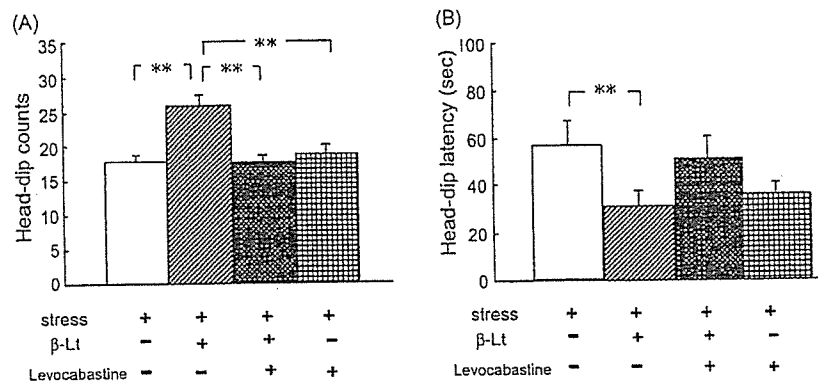 (A)
Head-dip counts
35
30
25
20
15
10
5
0
**
**
**
stress + + + +
β-Lt - + + -
Levocabastine - - + +
(B)
Head-dip latency (sec)
100
80
60
40
20
0
**
stress + + + +
β-Lt - + + -
Levocabastine - - + +